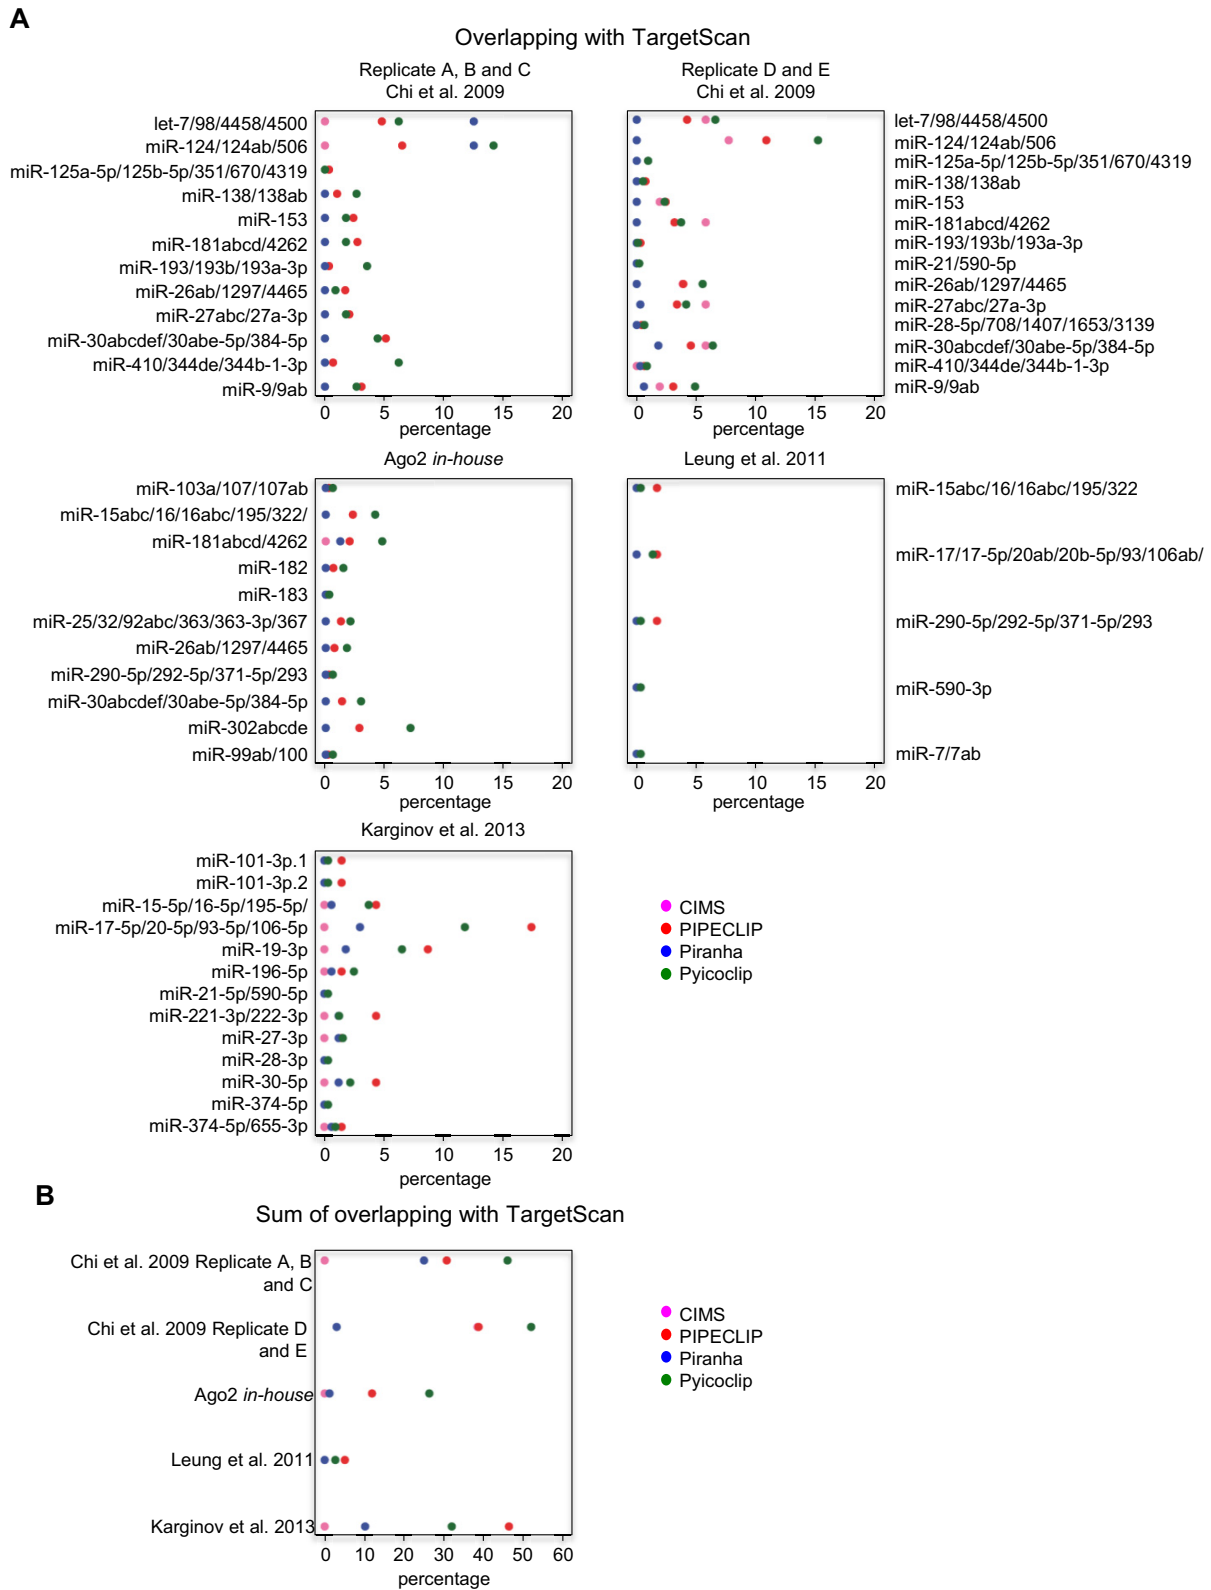 A
Overlapping with TargetScan
Replicate A, B and C
Chi et al. 2009
let-7/98/4458/4500
miR-124/124ab/506
miR-125a-5p/125b-5p/351/670/4319
miR-138/138ab
miR-153
miR-181abcd/4262
miR-193/193b/193a-3p
miR-26ab/1297/4465
miR-27abc/27a-3p
miR-30abcdef/30abe-5p/384-5p
miR-410/344de/344b-1-3p
miR-9/9ab
0 5 10 15 20
percentage
Replicate D and E
Chi et al. 2009
let-7/98/4458/4500
miR-124/124ab/506
miR-125a-5p/125b-5p/351/670/4319
miR-138/138ab
miR-153
miR-181abcd/4262
miR-193/193b/193a-3p
miR-21/590-5p
miR-26ab/1297/4465
miR-27abc/27a-3p
miR-28-5p/708/1407/1653/3139
miR-30abcdef/30abe-5p/384-5p
miR-410/344de/344b-1-3p
miR-9/9ab
0 5 10 15 20
percentage
Ago2 in-house
miR-103a/107/107ab
miR-15abc/16/16abc/195/322/
miR-181abcd/4262
miR-182
miR-183
miR-25/32/92abc/363/363-3p/367
miR-26ab/1297/4465
miR-290-5p/292-5p/371-5p/293
miR-30abcdef/30abe-5p/384-5p
miR-302abcde
miR-99ab/100
0 5 10 15 20
percentage
Leung et al. 2011
miR-15abc/16/16abc/195/322
miR-17/17-5p/20ab/20b-5p/93/106ab/
miR-290-5p/292-5p/371-5p/293
miR-590-3p
miR-7/7ab
0 5 10 15 20
percentage
Karginov et al. 2013
miR-101-3p.1
miR-101-3p.2
miR-15-5p/16-5p/195-5p/
miR-17-5p/20-5p/93-5p/106-5p
miR-19-3p
miR-196-5p
miR-21-5p/590-5p
miR-221-3p/222-3p
miR-27-3p
miR-28-3p
miR-30-5p
miR-374-5p
miR-374-5p/655-3p
0 5 10 15 20
percentage
CIMS
PIPECLIP
Piranha
Pyicoclip
B
Sum of overlapping with TargetScan
Chi et al. 2009 Replicate A, B
and C
Chi et al. 2009 Replicate D
and E
Ago2 in-house
Leung et al. 2011
Karginov et al. 2013
0 10 20 30 40 50 60
percentage
CIMS
PIPECLIP
Piranha
Pyicoclip